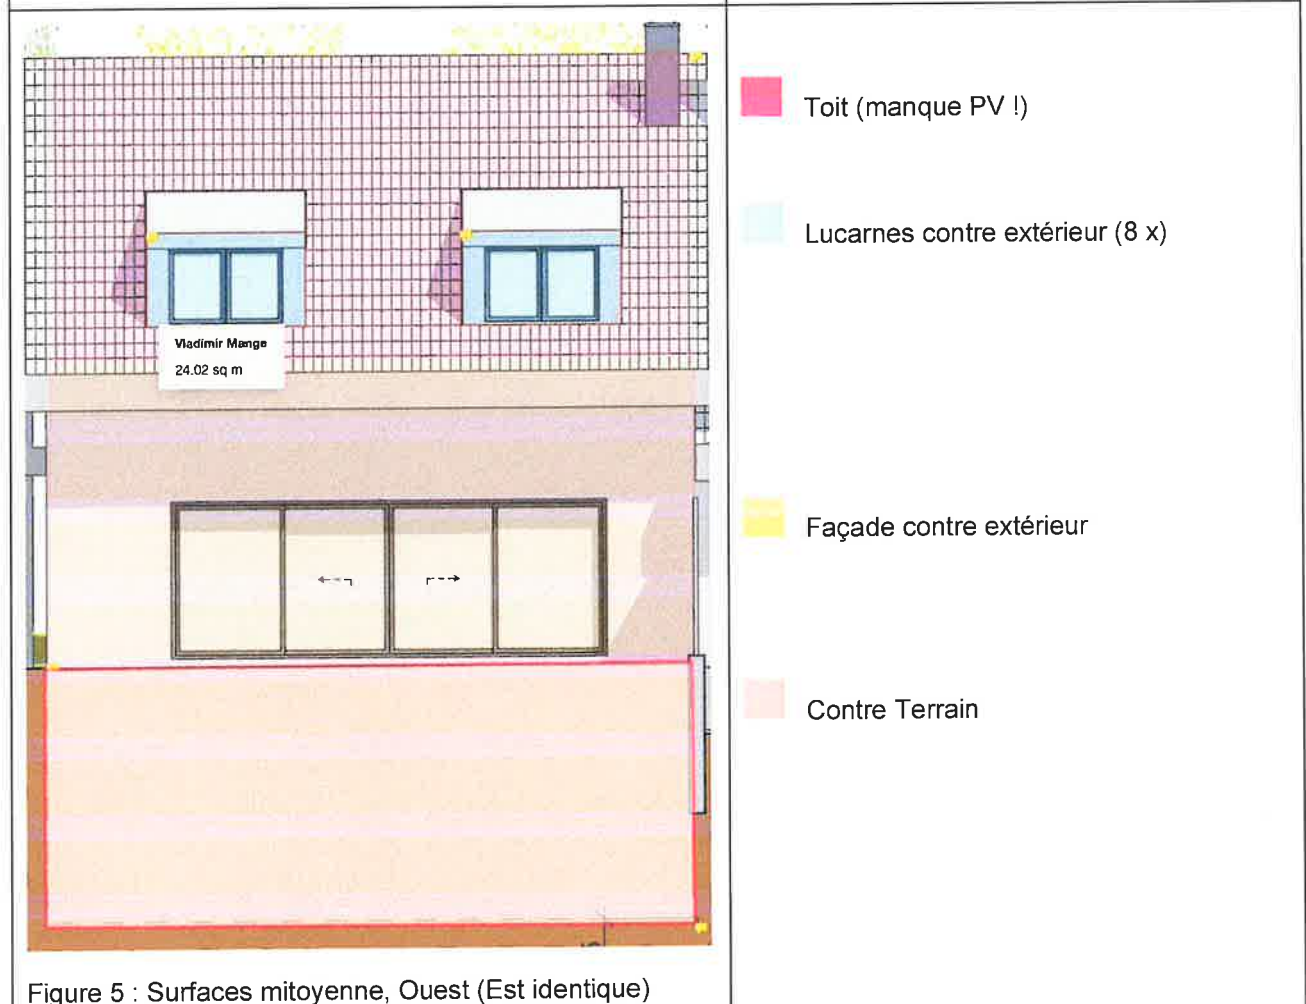 Toit (manque PV !)
Lucarnes contre extérieur (8 x)
Vladimir Mange
24.02 sq m
Façade contre extérieur
Contre Terrain
Figure 5 : Surfaces mitoyenne, Ouest (Est identique)